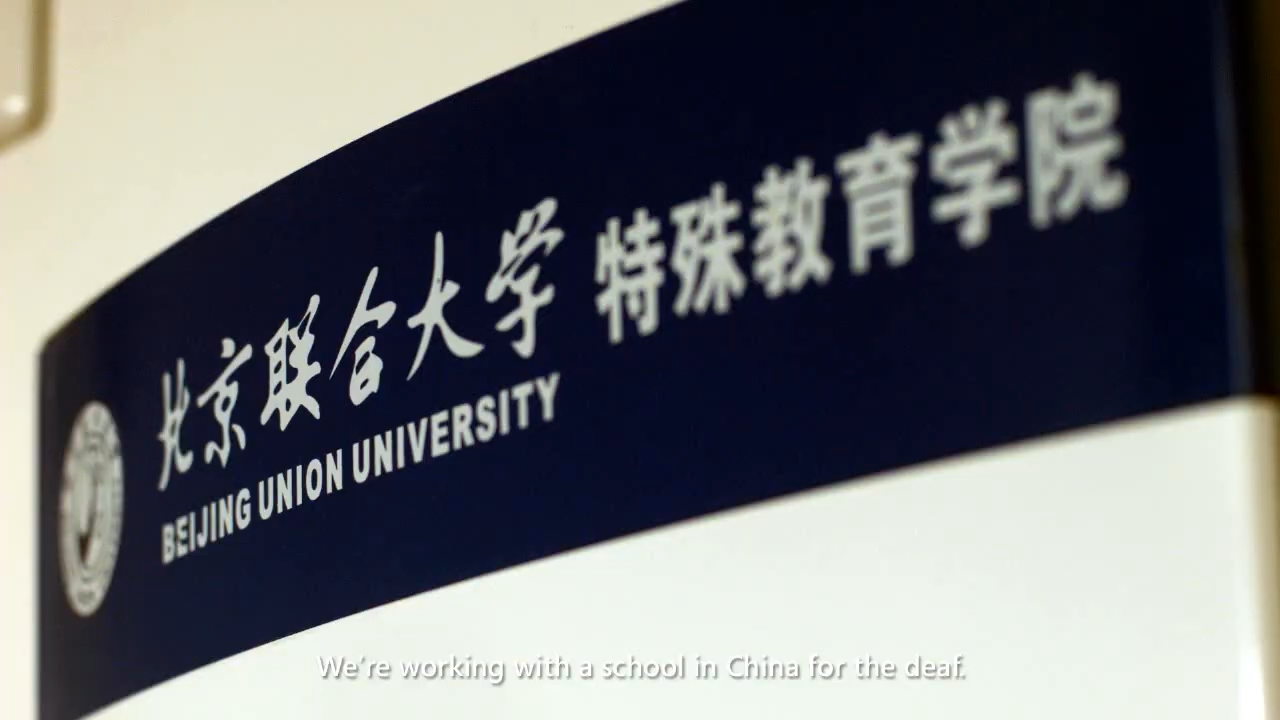 北京联合大学 特殊教育学院
BEIJING UNION UNIVERSITY
We're working with a school in China for the deaf.